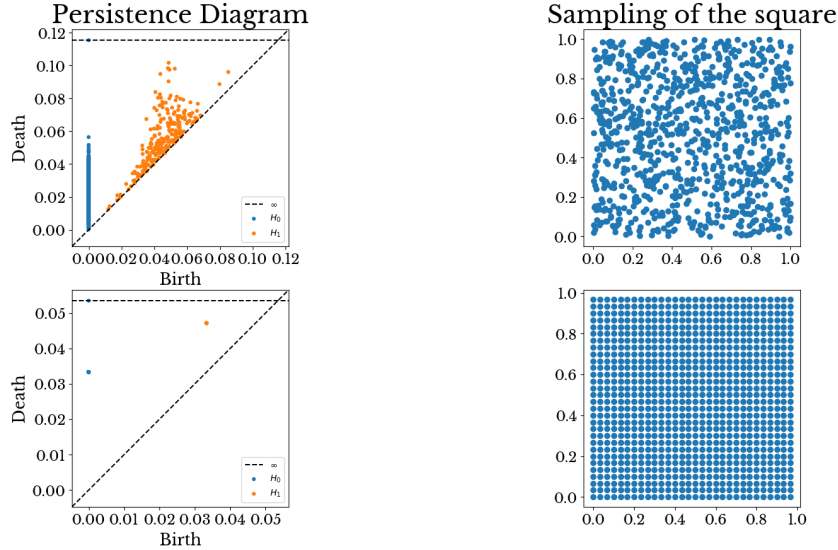 Persistence Diagram
Sampling of the square
0.12
0.10
0.08
0.06
0.04
0.02
0.00
Death
∞
H₀
H₁
0.00 0.02 0.04 0.06 0.08 0.10 0.12
Birth
1.0
0.8
0.6
0.4
0.2
0.0
0.0 0.2 0.4 0.6 0.8 1.0
0.05
0.04
0.03
0.02
0.01
0.00
Death
∞
H₀
H₁
0.00 0.01 0.02 0.03 0.04 0.05
Birth
1.0
0.8
0.6
0.4
0.2
0.0
0.0 0.2 0.4 0.6 0.8 1.0